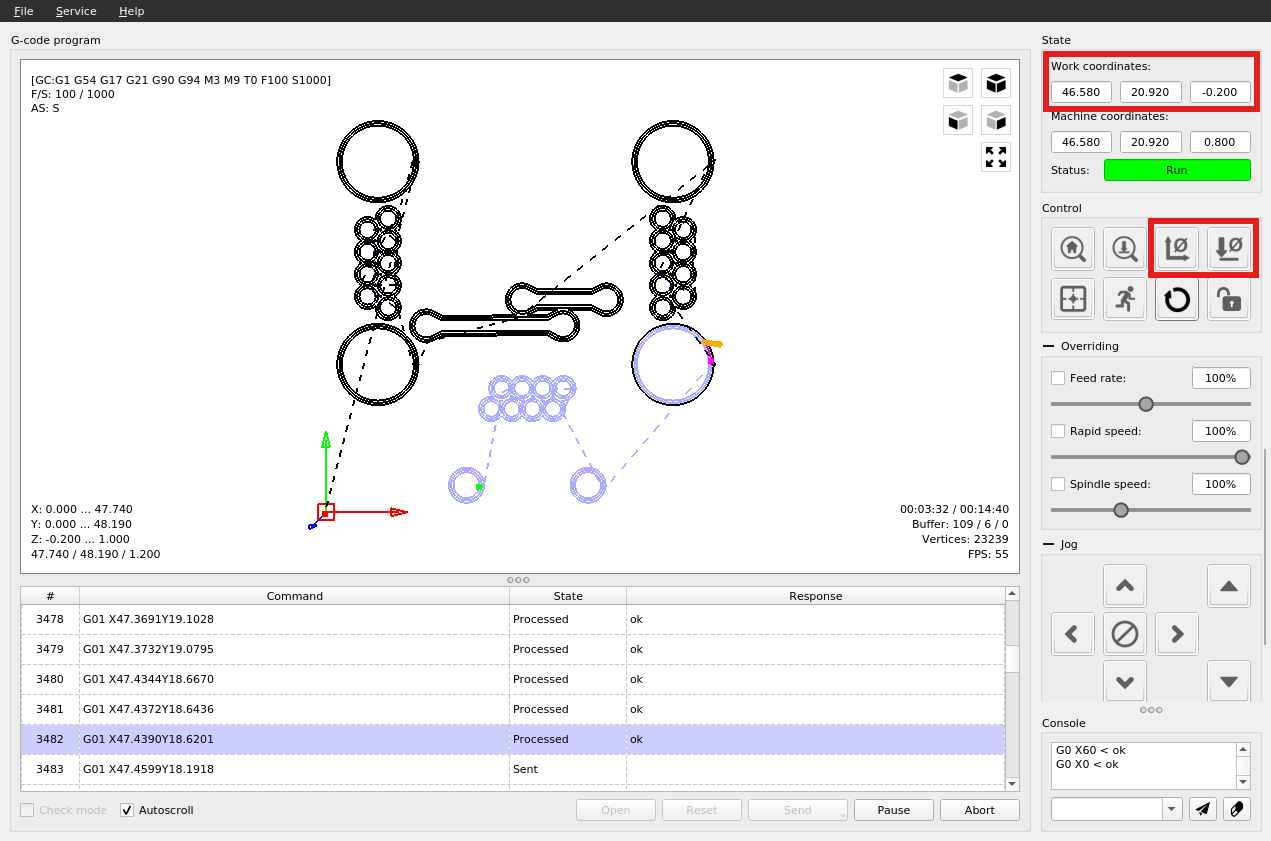 File Service Help
G-code program
[GC:G1 G54 G17 G21 G90 G94 M3 M9 T0 F100 S1000]
F/S: 100 / 1000
AS: S
X: 0.000 ... 47.740
Y: 0.000 ... 48.190
Z: -0.200 ... 1.000
47.740 / 48.190 / 1.200
00:03:32 / 00:14:40
Buffer: 109 / 6 / 0
Vertices: 23239
FPS: 55
# Command State Response
3478 G01 X47.3691Y19.1028 Processed ok
3479 G01 X47.3732Y19.0795 Processed ok
3480 G01 X47.4344Y18.6670 Processed ok
3481 G01 X47.4372Y18.6436 Processed ok
3482 G01 X47.4390Y18.6201 Processed ok
3483 G01 X47.4599Y18.1918 Sent
Check mode Autoscroll Open Reset Send Pause Abort
State
Work coordinates:
46.580 20.920 -0.200
Machine coordinates:
46.580 20.920 0.800
Status: Run
Control
Overriding
Feed rate: 100%
Rapid speed: 100%
Spindle speed: 100%
Jog
Console
G0 X60 < ok
G0 X0 < ok